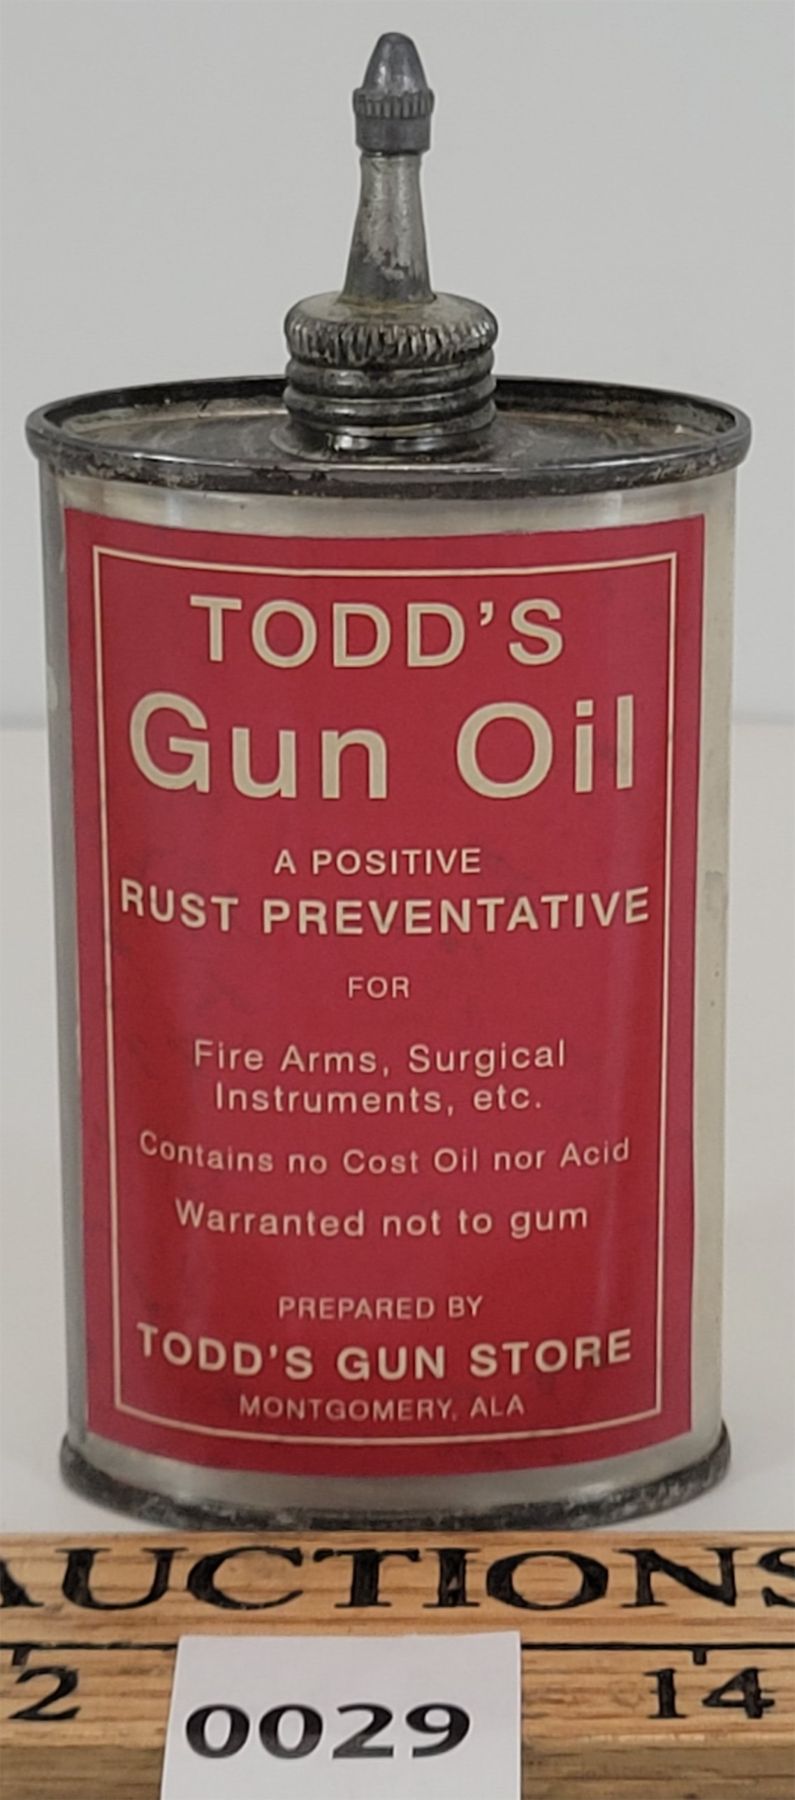 TODD'S
Gun Oil
A POSITIVE
RUST PREVENTATIVE
FOR
Fire Arms, Surgical
Instruments, etc.
Contains no Cost Oil nor Acid
Warranted not to gum
PREPARED BY
TODD'S GUN STORE
MONTGOMERY, ALA
AUCTIONS
2 14
0029